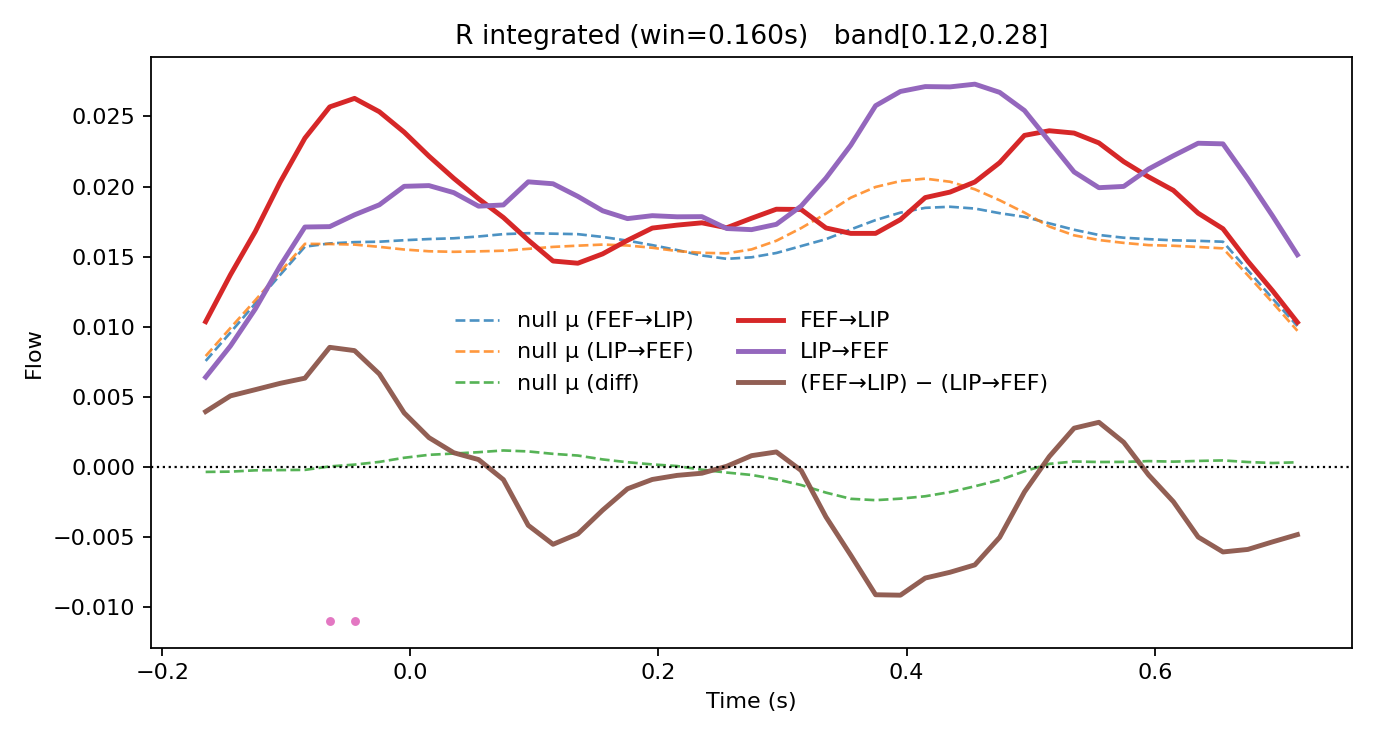 R integrated (win=0.160s)   band[0.12,0.28]
Flow
0.025
0.020
0.015
0.010
0.005
0.000
−0.005
−0.010
null μ (FEF→LIP)
null μ (LIP→FEF)
null μ (diff)
FEF→LIP
LIP→FEF
(FEF→LIP) − (LIP→FEF)
−0.2 0.0 0.2 0.4 0.6
Time (s)